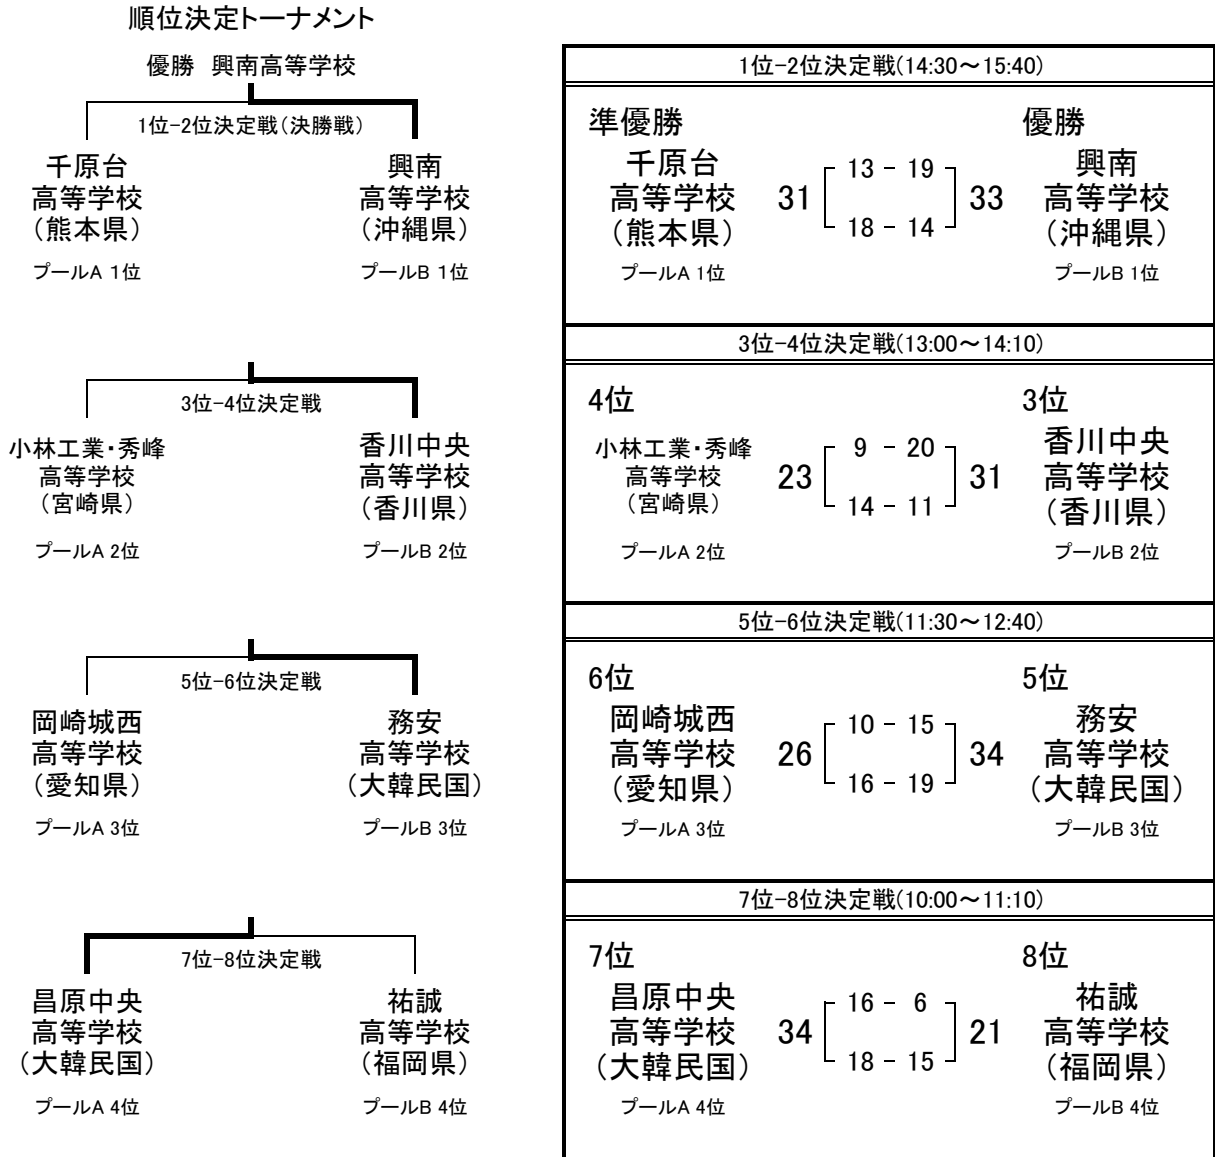 順位決定トーナメント
優勝 興南高等学校
1位-2位決定戦(決勝戦)
千原台
高等学校
(熊本県)
プールA 1位
興南
高等学校
(沖縄県)
プールB 1位
3位-4位決定戦
小林工業・秀峰
高等学校
(宮崎県)
プールA 2位
香川中央
高等学校
(香川県)
プールB 2位
5位-6位決定戦
岡崎城西
高等学校
(愛知県)
プールA 3位
務安
高等学校
(大韓民国)
プールB 3位
7位-8位決定戦
昌原中央
高等学校
(大韓民国)
プールA 4位
祐誠
高等学校
(福岡県)
プールB 4位
1位-2位決定戦(14:30~15:40)
準優勝
千原台
高等学校
(熊本県)
プールA 1位
31
13 - 19
18 - 14
33
優勝
興南
高等学校
(沖縄県)
プールB 1位
3位-4位決定戦(13:00~14:10)
4位
小林工業・秀峰
高等学校
(宮崎県)
プールA 2位
23
9 - 20
14 - 11
31
3位
香川中央
高等学校
(香川県)
プールB 2位
5位-6位決定戦(11:30~12:40)
6位
岡崎城西
高等学校
(愛知県)
プールA 3位
26
10 - 15
16 - 19
34
5位
務安
高等学校
(大韓民国)
プールB 3位
7位-8位決定戦(10:00~11:10)
7位
昌原中央
高等学校
(大韓民国)
プールA 4位
34
16 - 6
18 - 15
21
8位
祐誠
高等学校
(福岡県)
プールB 4位